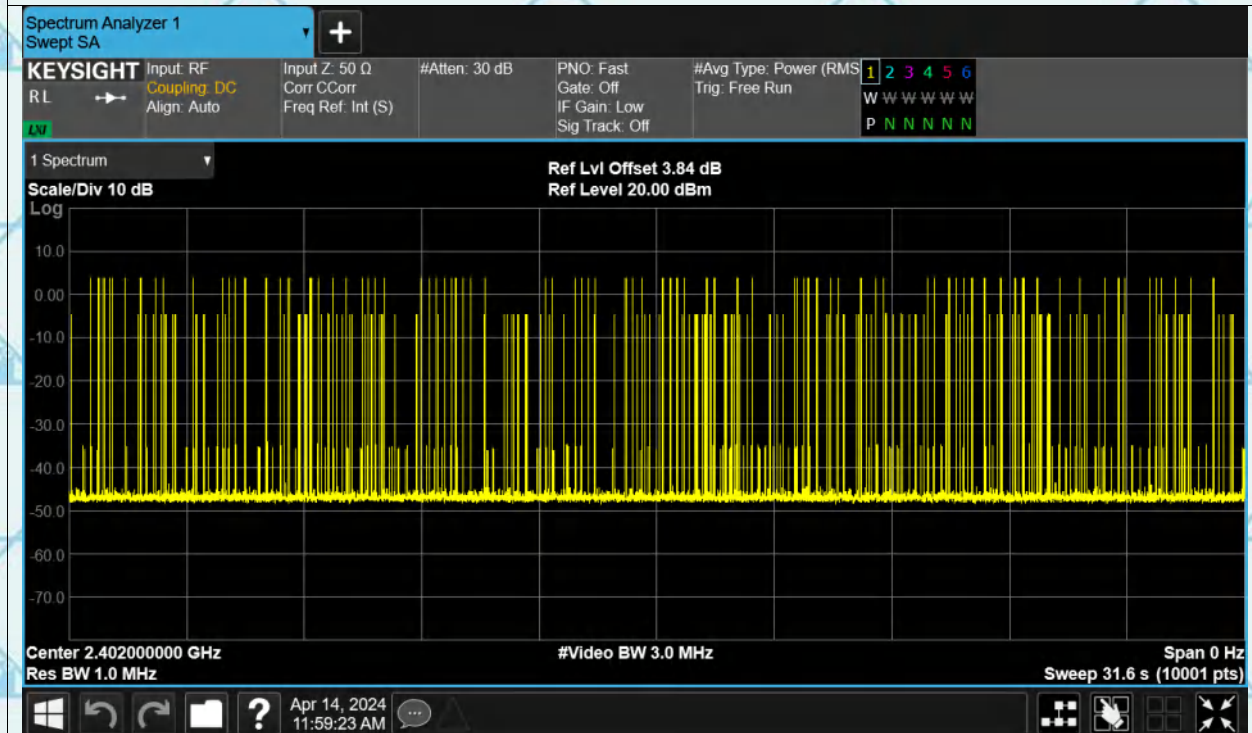 Spectrum Analyzer 1
Swept SA
+
KEYSIGHT
RL
LXI
Input: RF
Coupling: DC
Align: Auto
Input Z: 50 Ω
Corr CCorr
Freq Ref: Int (S)
#Atten: 30 dB
PNO: Fast
Gate: Off
IF Gain: Low
Sig Track: Off
#Avg Type: Power (RMS
Trig: Free Run
1 2 3 4 5 6
W W W W W W
P N N N N N
1 Spectrum
Scale/Div 10 dB
Log
Ref Lvl Offset 3.84 dB
Ref Level 20.00 dBm
10.0
0.00
-10.0
-20.0
-30.0
-40.0
-50.0
-60.0
-70.0
Center 2.402000000 GHz
Res BW 1.0 MHz
#Video BW 3.0 MHz
Span 0 Hz
Sweep 31.6 s (10001 pts)
?
Apr 14, 2024
11:59:23 AM